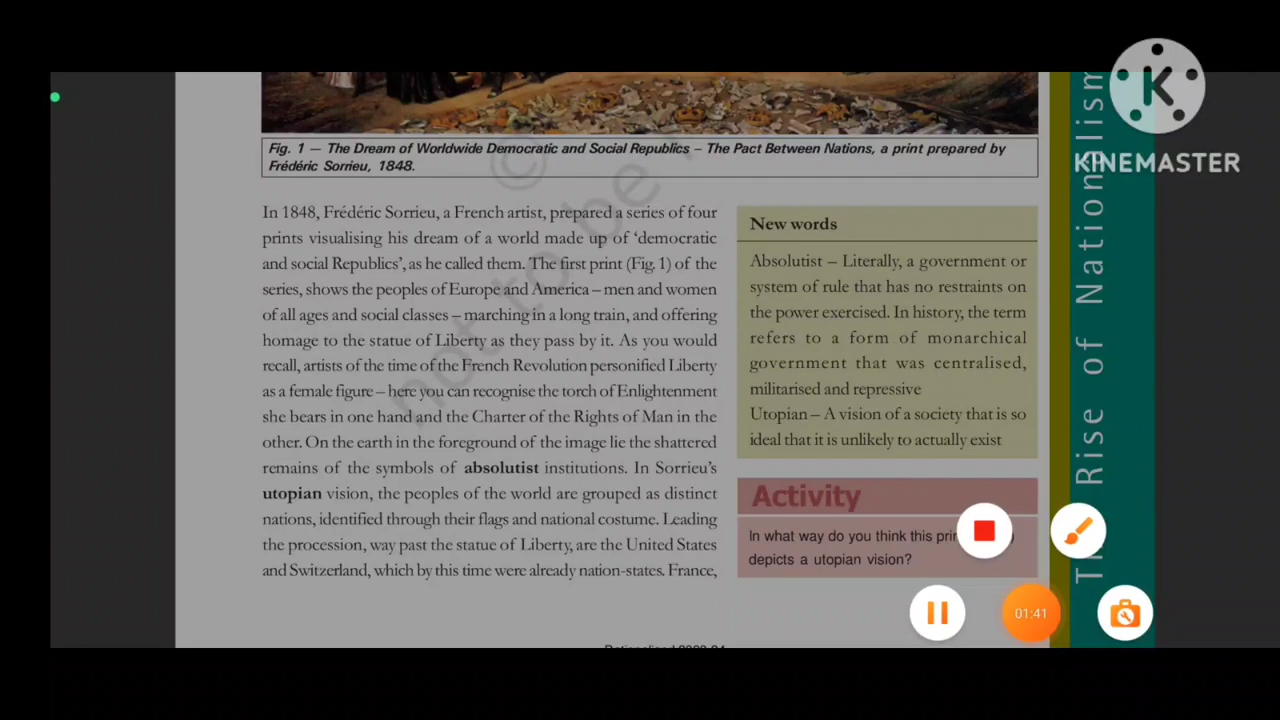 Fig. 1 — The Dream of Worldwide Democratic and Social Republics – The Pact Between Nations, a print prepared by
Frédéric Sorrieu, 1848.
In 1848, Frédéric Sorrieu, a French artist, prepared a series of four
prints visualising his dream of a world made up of ‘democratic
and social Republics’, as he called them. The first print (Fig. 1) of the
series, shows the peoples of Europe and America – men and women
of all ages and social classes – marching in a long train, and offering
homage to the statue of Liberty as they pass by it. As you would
recall, artists of the time of the French Revolution personified Liberty
as a female figure – here you can recognise the torch of Enlightenment
she bears in one hand and the Charter of the Rights of Man in the
other. On the earth in the foreground of the image lie the shattered
remains of the symbols of absolutist institutions. In Sorrieu’s
utopian vision, the peoples of the world are grouped as distinct
nations, identified through their flags and national costume. Leading
the procession, way past the statue of Liberty, are the United States
and Switzerland, which by this time were already nation-states. France,
New words
Absolutist – Literally, a government or
system of rule that has no restraints on
the power exercised. In history, the term
refers to a form of monarchical
government that was centralised,
militarised and repressive
Utopian – A vision of a society that is so
ideal that it is unlikely to actually exist
Activity
In what way do you think this
depicts a utopian vision?
Rise of Nationalism
KINEMASTER
01:41
©
not to be